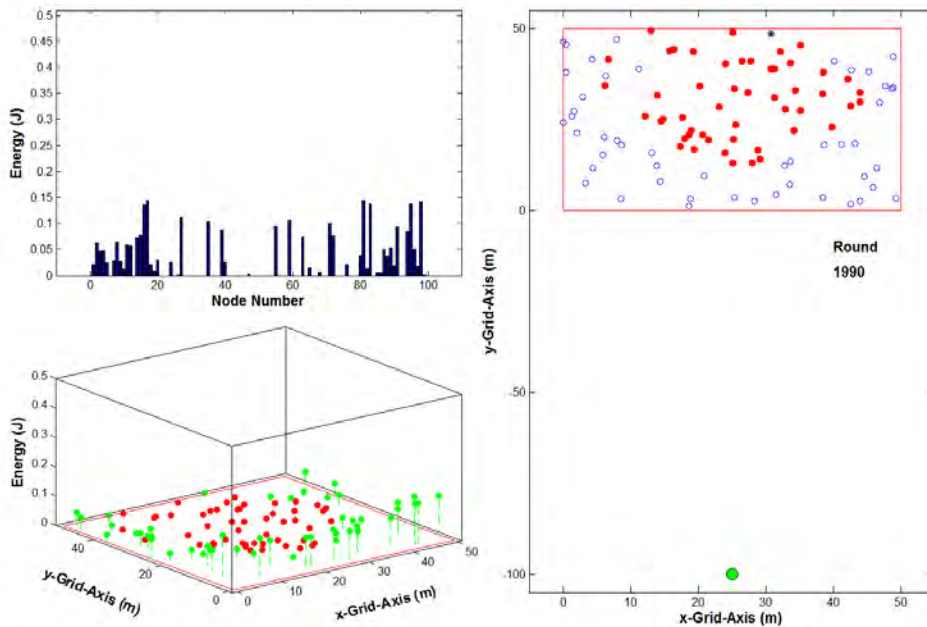 0.5
0.45
0.4
0.35
0.3
0.25
0.2
0.15
0.1
0.05
0
Energy (J)
0 20 40 60 80 100
Node Number
0.5
0.4
0.3
0.2
0.1
0
Energy (J)
40
20
0
y-Grid-Axis (m)
0 10 20 30 40 50
x-Grid-Axis (m)
50
0
-50
-100
y-Grid-Axis (m)
Round
1990
0 10 20 30 40 50
x-Grid-Axis (m)